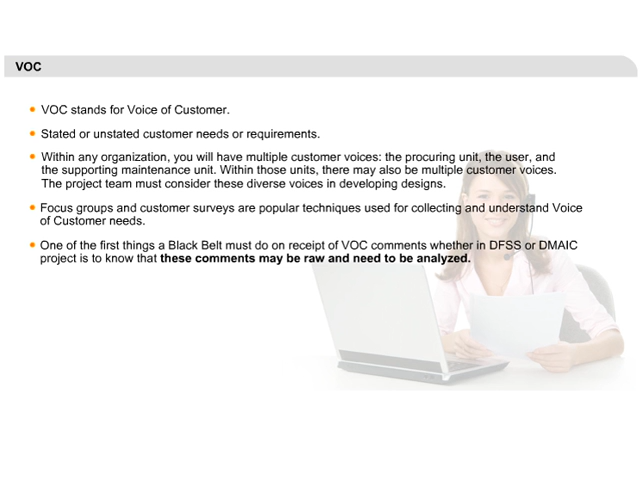 VOC
VOC stands for Voice of Customer.
Stated or unstated customer needs or requirements.
Within any organization, you will have multiple customer voices: the procuring unit, the user, and
the supporting maintenance unit. Within those units, there may also be multiple customer voices.
The project team must consider these diverse voices in developing designs.
Focus groups and customer surveys are popular techniques used for collecting and understand Voice
of Customer needs.
One of the first things a Black Belt must do on receipt of VOC comments whether in DFSS or DMAIC
project is to know that these comments may be raw and need to be analyzed.